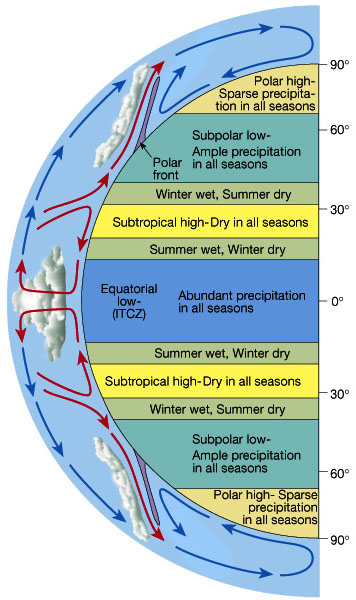 90°
Polar high-
Sparse precipita-
tion in all seasons
60°
Subpolar low-
Ample precipitation
in all seasons
Polar
front
Winter wet, Summer dry
30°
Subtropical high-Dry in all seasons
Summer wet, Winter dry
Equatorial
low-
(ITCZ)
Abundant precipitation
in all seasons
0°
Summer wet, Winter dry
Subtropical high-Dry in all seasons
30°
Winter wet, Summer dry
Subpolar low-
Ample precipitation
in all seasons
60°
Polar high- Sparse
precipitation
in all seasons
90°